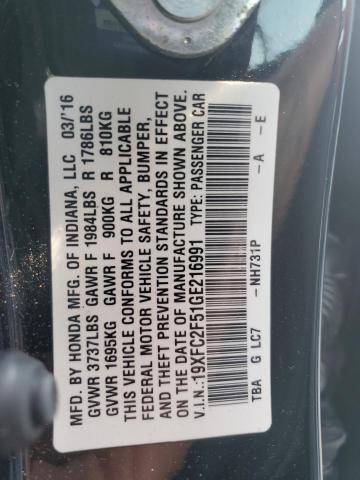 MFD. BY HONDA MFG. OF INDIANA, LLC 03/'16
GVWR 3737LBS GAWR F 1984LBS R 1786LBS
GVWR 1695KG GAWR F 900KG R 810KG
THIS VEHICLE CONFORMS TO ALL APPLICABLE
FEDERAL MOTOR VEHICLE SAFETY, BUMPER,
AND THEFT PREVENTION STANDARDS IN EFFECT
ON THE DATE OF MANUFACTURE SHOWN ABOVE.
V.I.N.:19XFC2F51GE216991 TYPE: PASSENGER CAR
TBA G LC7 -NH731P -A -E